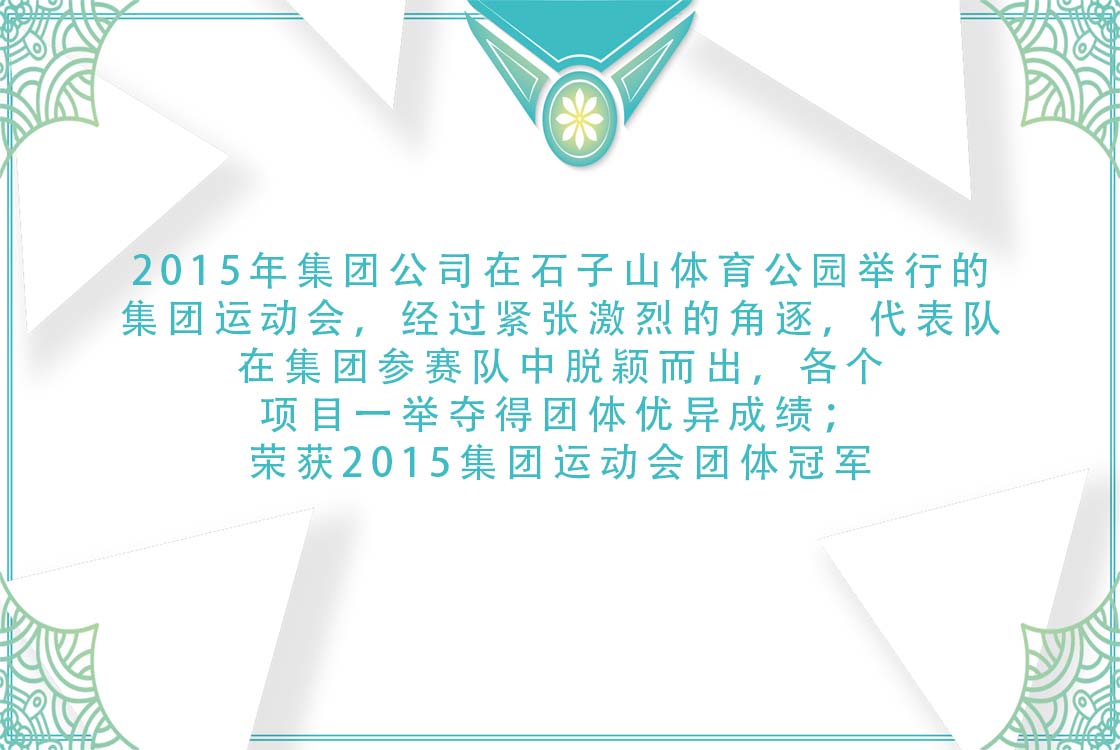 2015年集团公司在石子山体育公园举行的
集团运动会，经过紧张激烈的角逐，代表队
在集团参赛队中脱颖而出，各个
项目一举夺得团体优异成绩；
荣获2015集团运动会团体冠军